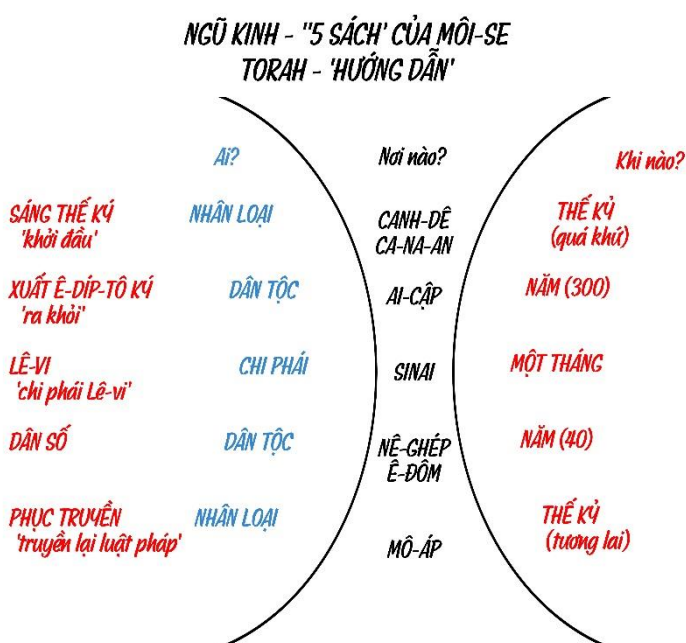 NGŨ KINH - "5 SÁCH' CỦA MÔI-SE
TORAH - 'HƯỚNG DẪN'
Ai? Nơi nào? Khi nào?
SÁNG THẾ KÝ NHÂN LOẠI CANH-DÊ THẾ KỶ
'khởi đầu' CA-NA-AN (quá khứ)
XUẤT Ê-DÍP-TÔ KÝ DÂN TỘC AI-CẬP NĂM (300)
'ra khỏi'
LÊ-VI CHI PHÁI SINAI MỘT THÁNG
'chi phái Lê-vi'
DÂN SỐ DÂN TỘC NÊ-GHÉP NĂM (40)
Ê-ĐÔM
PHỤC TRUYỀN NHÂN LOẠI MÔ-ÁP THẾ KỶ
'truyền lại luật pháp' (tương lai)